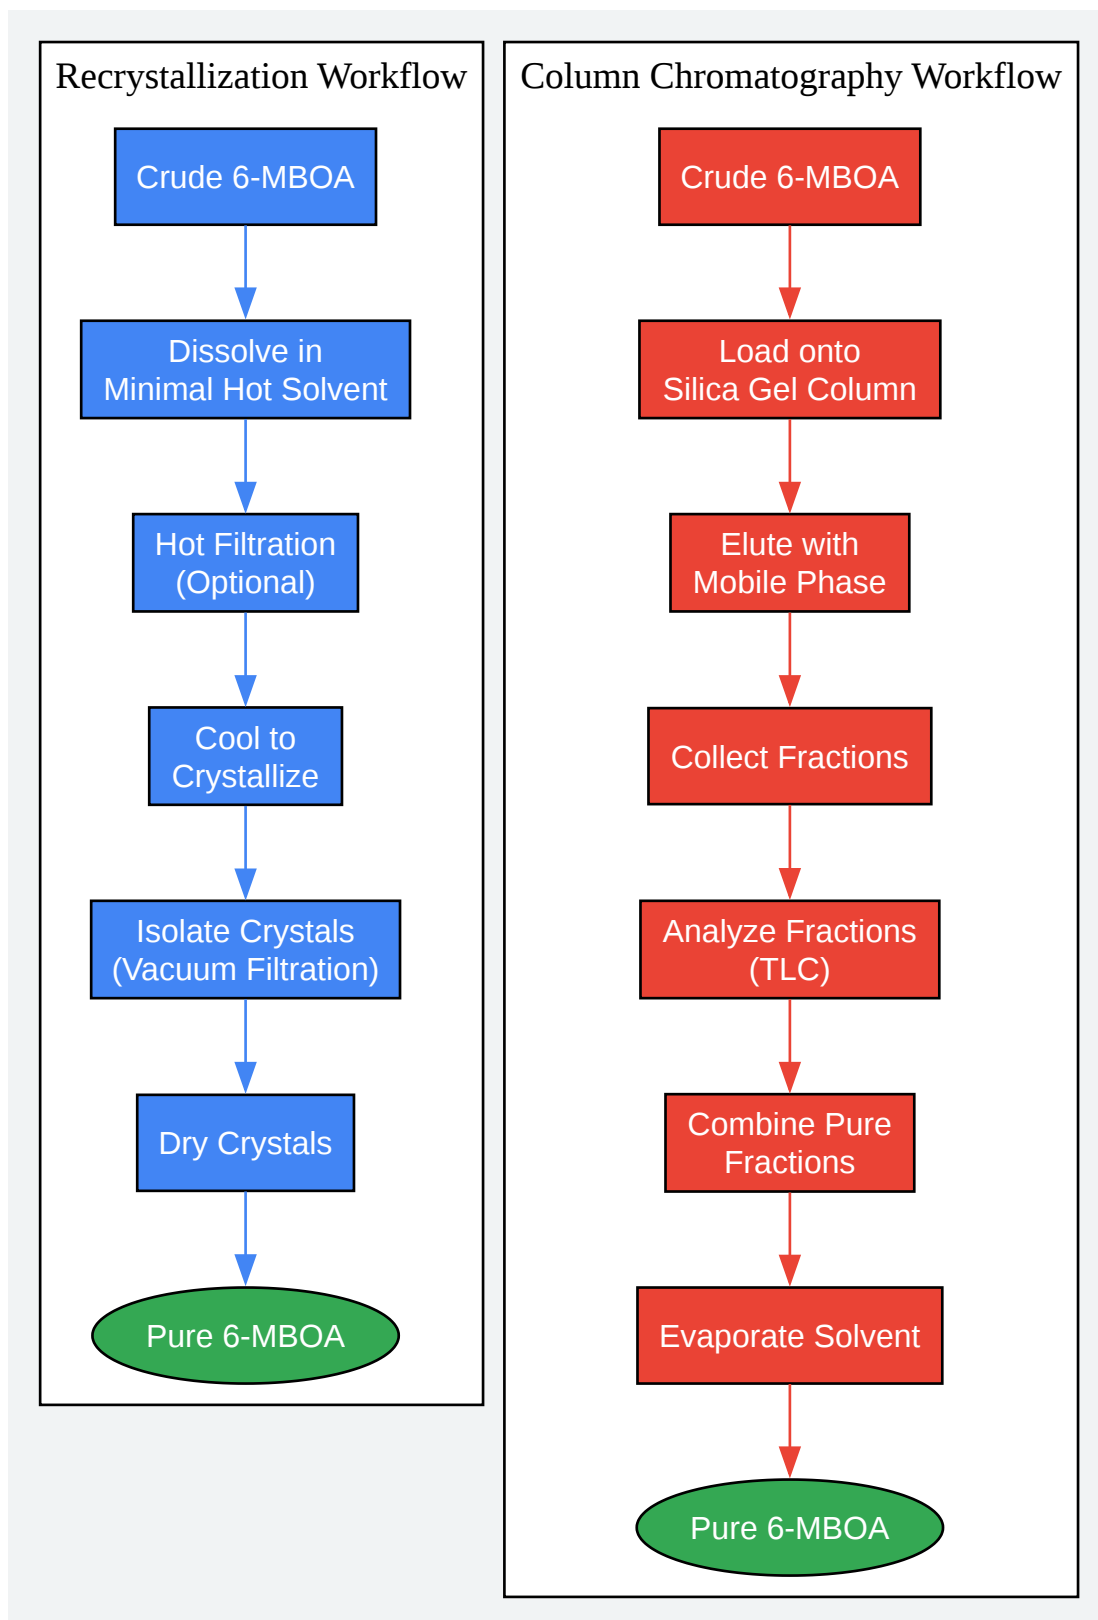 Recrystallization Workflow
Crude 6-MBOA
Dissolve in
Minimal Hot Solvent
Hot Filtration
(Optional)
Cool to
Crystallize
Isolate Crystals
(Vacuum Filtration)
Dry Crystals
Pure 6-MBOA
Column Chromatography Workflow
Crude 6-MBOA
Load onto
Silica Gel Column
Elute with
Mobile Phase
Collect Fractions
Analyze Fractions
(TLC)
Combine Pure
Fractions
Evaporate Solvent
Pure 6-MBOA